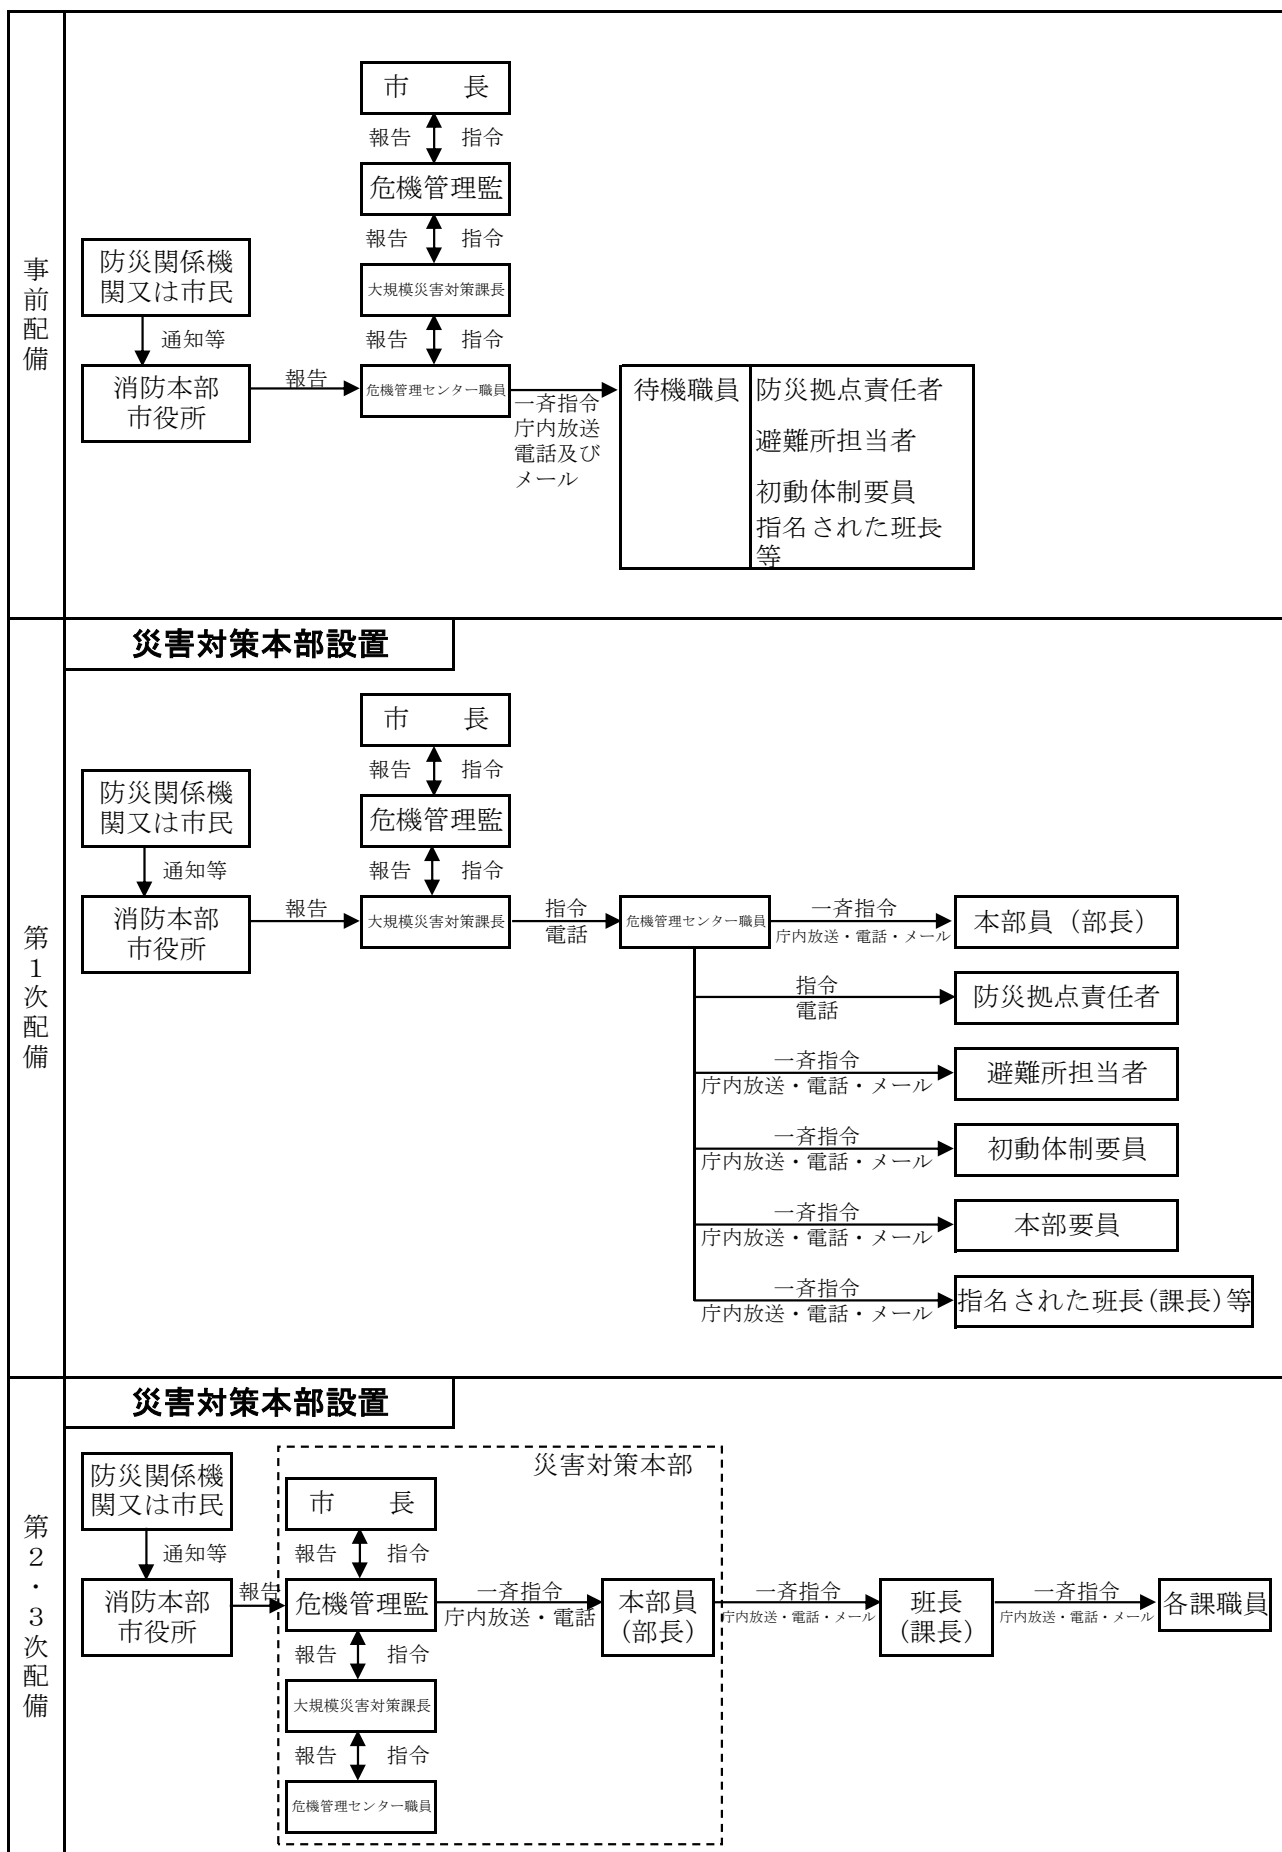 事前配備
市　　長
報告　指令
危機管理監
報告　指令
防災関係機
関又は市民
大規模災害対策課長
通知等
報告　指令
消防本部
市役所
報告
危機管理センター職員
一斉指令
庁内放送
電話及び
メール
待機職員
防災拠点責任者
避難所担当者
初動体制要員
指名された班長
等
第１次配備
災害対策本部設置
市　　長
報告　指令
防災関係機
関又は市民
危機管理監
通知等
報告　指令
消防本部
市役所
報告
大規模災害対策課長
指令
電話
危機管理センター職員
一斉指令
庁内放送・電話・メール
本部員（部長）
指令
電話
防災拠点責任者
一斉指令
庁内放送・電話・メール
避難所担当者
一斉指令
庁内放送・電話・メール
初動体制要員
一斉指令
庁内放送・電話・メール
本部要員
一斉指令
庁内放送・電話・メール
指名された班長(課長)等
第２・３次配備
災害対策本部設置
災害対策本部
防災関係機
関又は市民
市　　長
通知等
報告　指令
消防本部
市役所
報告
危機管理監
一斉指令
庁内放送・電話
本部員
(部長)
一斉指令
庁内放送・電話・メール
班長
(課長)
一斉指令
庁内放送・電話・メール
各課職員
報告　指令
大規模災害対策課長
報告　指令
危機管理センター職員